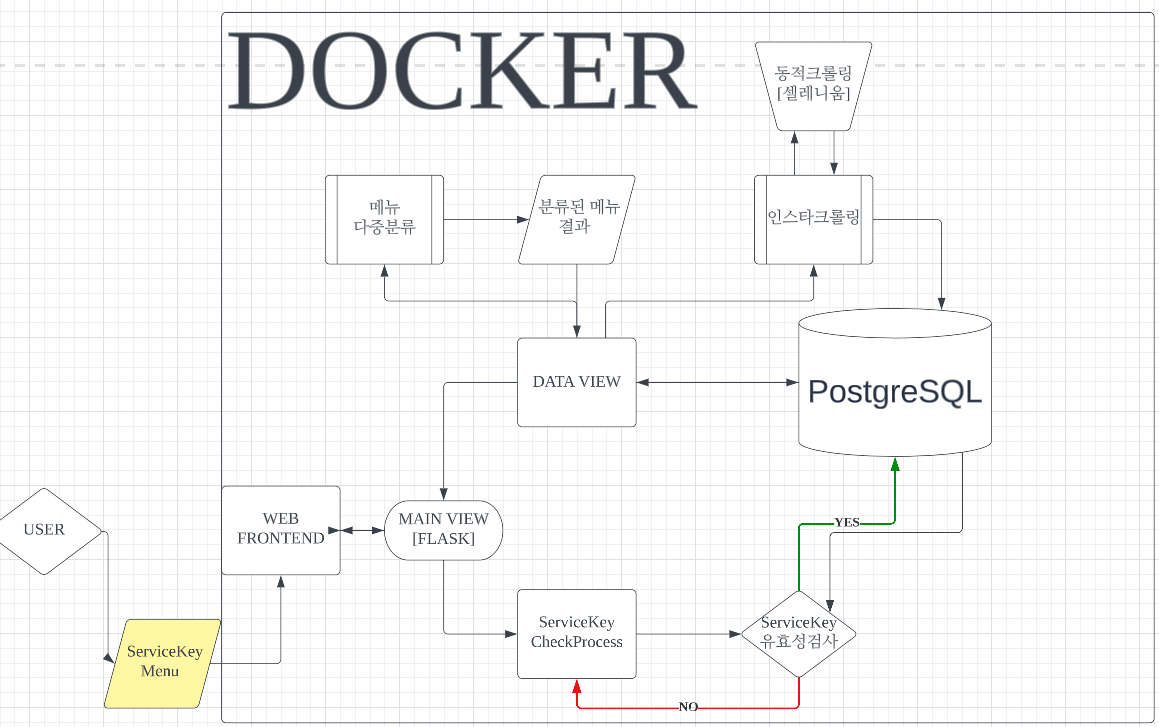 DOCKER
동적크롤링
[셀레니움]
메뉴
다중분류
분류된 메뉴
결과
인스타크롤링
DATA VIEW
PostgreSQL
USER
WEB
FRONTEND
MAIN VIEW
[FLASK]
YES
ServiceKey
Menu
ServiceKey
CheckProcess
ServiceKey
유효성검사
NO